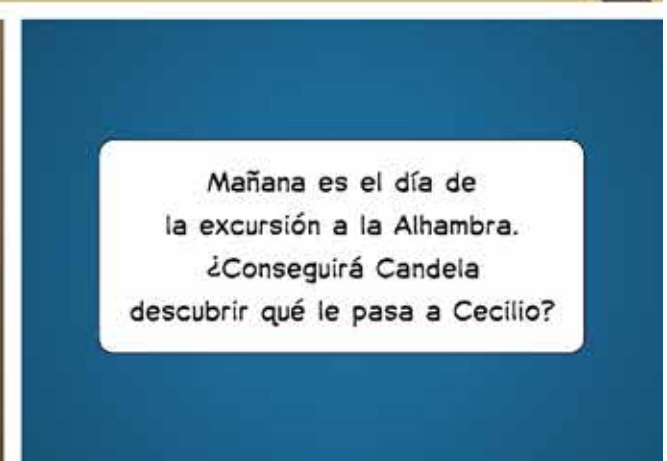 Mañana es el día de
la excursión a la Alhambra.
¿Conseguirá Candela
descubrir qué le pasa a Cecilio?